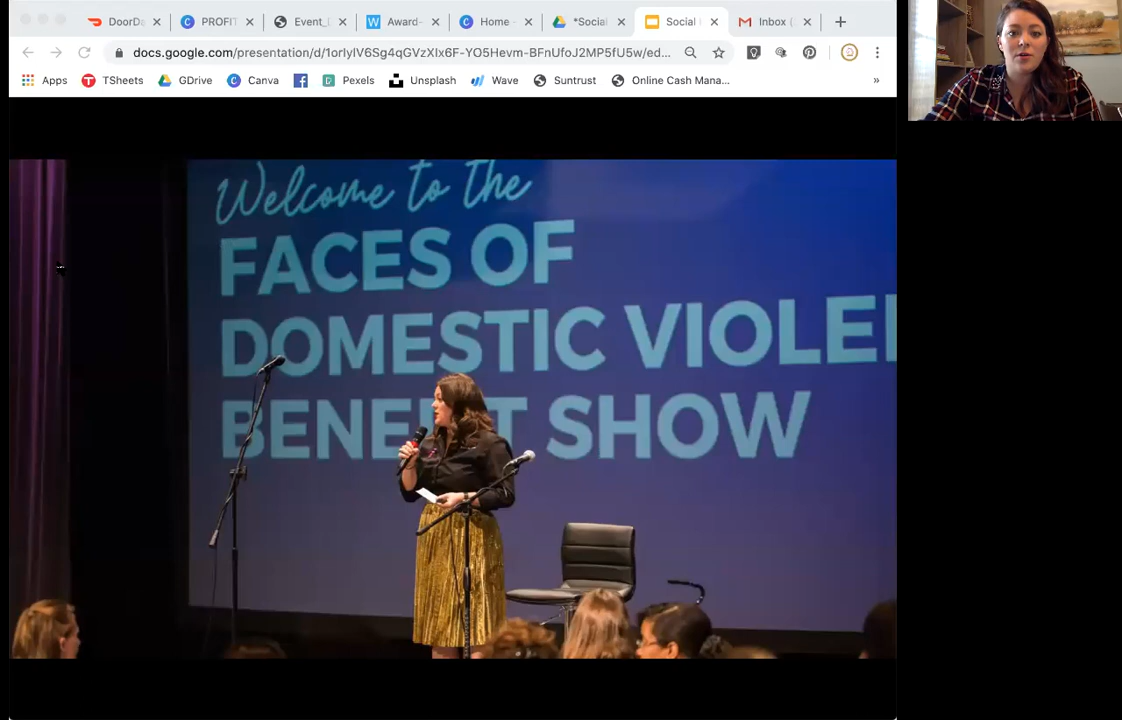 DoorDa
PROFIT
Event_
Award-
Home -
*Social
Social
Inbox (
docs.google.com/presentation/d/1orlyIV6Sg4qGVzXIx6F-YO5Hevm-BFnUfoJ2MP5fU5w/ed...
Apps
TSheets
GDrive
Canva
Pexels
Unsplash
Wave
Suntrust
Online Cash Mana...
»
Welcome to the
FACES OF
DOMESTIC VIOLE
BENEFIT SHOW